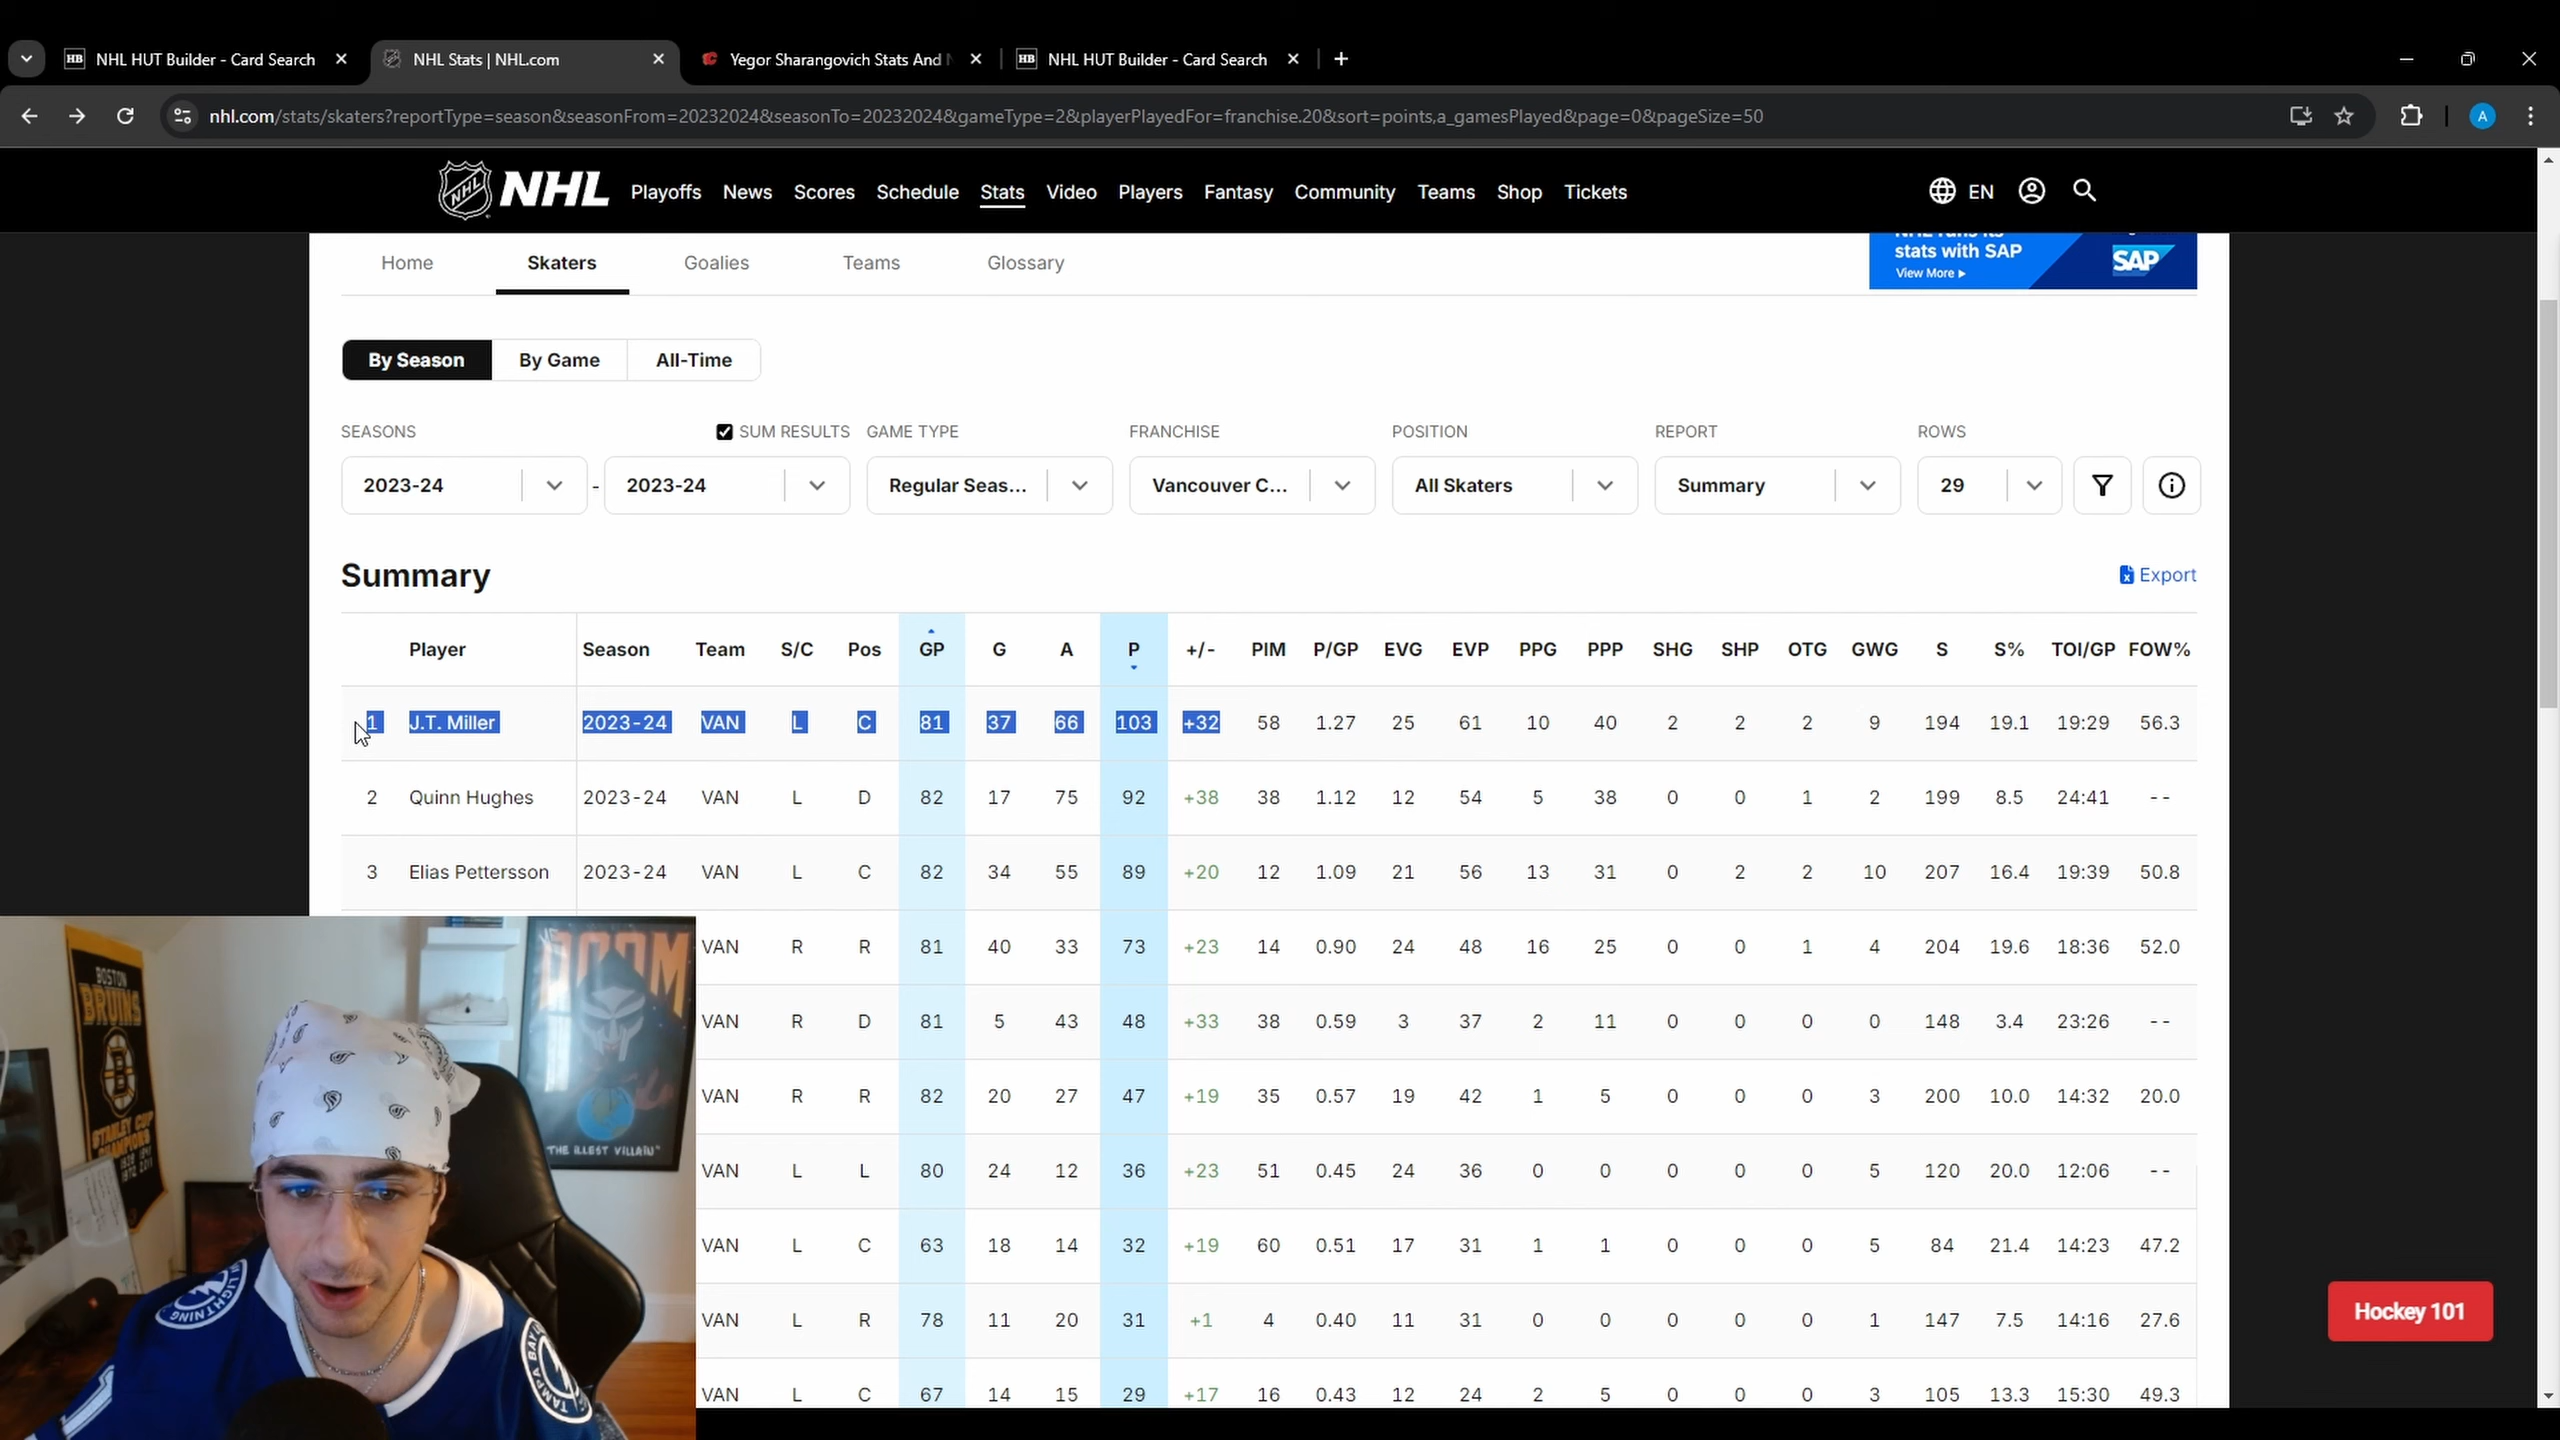 NHL HUT Builder - Card Search
NHL Stats | NHL.com
Yegor Sharangovich Stats And
NHL HUT Builder - Card Search
nhl.com/stats/skaters?reportType=season&seasonFrom=20232024&seasonTo=20232024&gameType=2&playerPlayedFor=franchise.20&sort=points,a_gamesPlayed&page=0&pageSize=50
A
NHL Playoffs News Scores Schedule Stats Video Players Fantasy Community Teams Shop Tickets EN
Home Skaters Goalies Teams Glossary
stats with SAP
View More
SAP
By Season By Game All-Time
SEASONS SUM RESULTS GAME TYPE FRANCHISE POSITION REPORT ROWS
2023-24 - 2023-24 Regular Seas... Vancouver C... All Skaters Summary 29
Summary
Export
Player Season Team S/C Pos GP G A P +/- PIM P/GP EVG EVP PPG PPP SHG SHP OTG GWG S S% TOI/GP FOW%
1 J.T. Miller 2023-24 VAN L C 81 37 66 103 +32 58 1.27 25 61 10 40 2 2 2 9 194 19.1 19:29 56.3
2 Quinn Hughes 2023-24 VAN L D 82 17 75 92 +38 38 1.12 12 54 5 38 0 0 1 2 199 8.5 24:41 --
3 Elias Pettersson 2023-24 VAN L C 82 34 55 89 +20 12 1.09 21 56 13 31 0 2 2 10 207 16.4 19:39 50.8
VAN R R 81 40 33 73 +23 14 0.90 24 48 16 25 0 0 1 4 204 19.6 18:36 52.0
VAN R D 81 5 43 48 +33 38 0.59 3 37 2 11 0 0 0 0 148 3.4 23:26 --
VAN R R 82 20 27 47 +19 35 0.57 19 42 1 5 0 0 0 3 200 10.0 14:32 20.0
VAN L L 80 24 12 36 +23 51 0.45 24 36 0 0 0 0 0 5 120 20.0 12:06 --
VAN L C 63 18 14 32 +19 60 0.51 17 31 1 1 0 0 0 5 84 21.4 14:23 47.2
VAN L R 78 11 20 31 +1 4 0.40 11 31 0 0 0 0 0 1 147 7.5 14:16 27.6
VAN L C 67 14 15 29 +17 16 0.43 12 24 2 5 0 0 0 3 105 13.3 15:30 49.3
Hockey 101
BOSTON
BRUINS
STANLEY CUP
CHAMPIONS
DOOM
"THE ILLEST VILLAIN"
LIGHTNING
TAMPA BAY